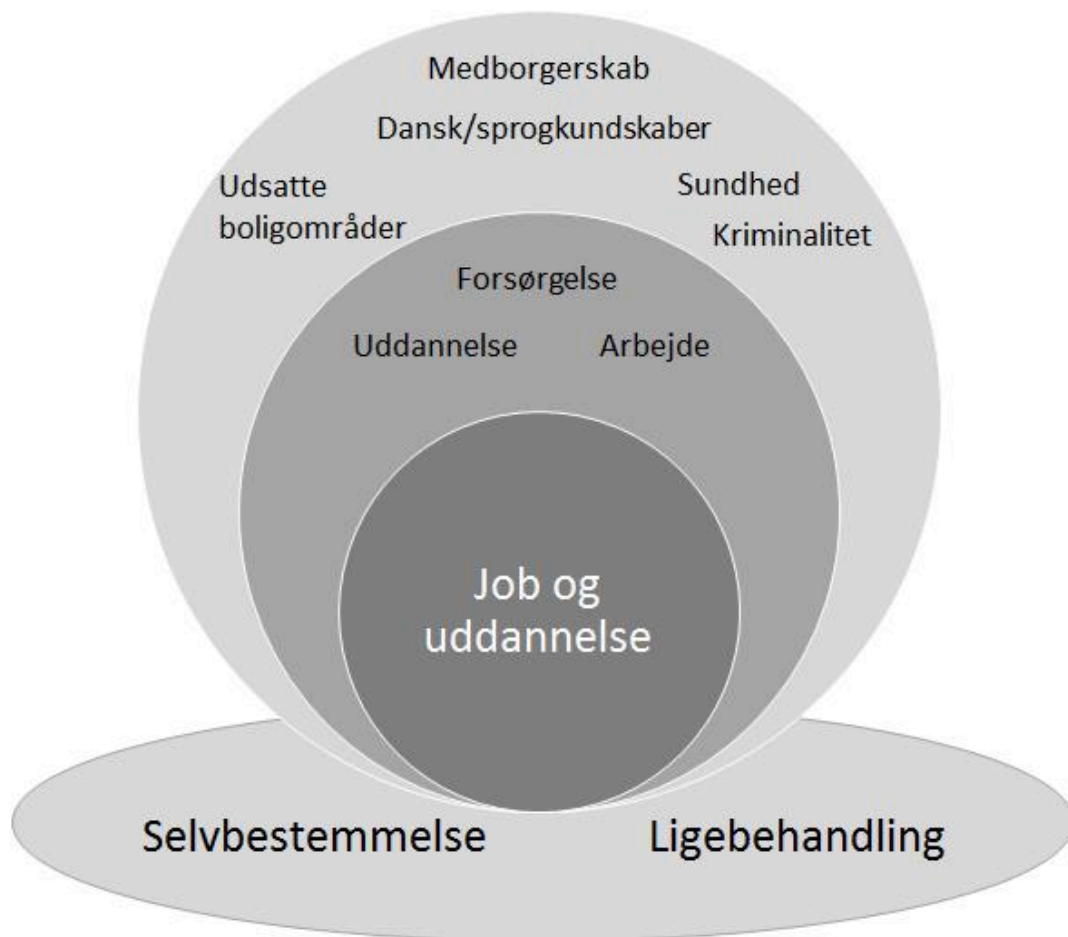 Medborgerskab
Dansk/sprogkundskaber
Udsatte
boligområder
Sundhed
Kriminalitet
Forsørgelse
Uddannelse
Arbejde
Job og
uddannelse
Selvbestemmelse
Ligebehandling